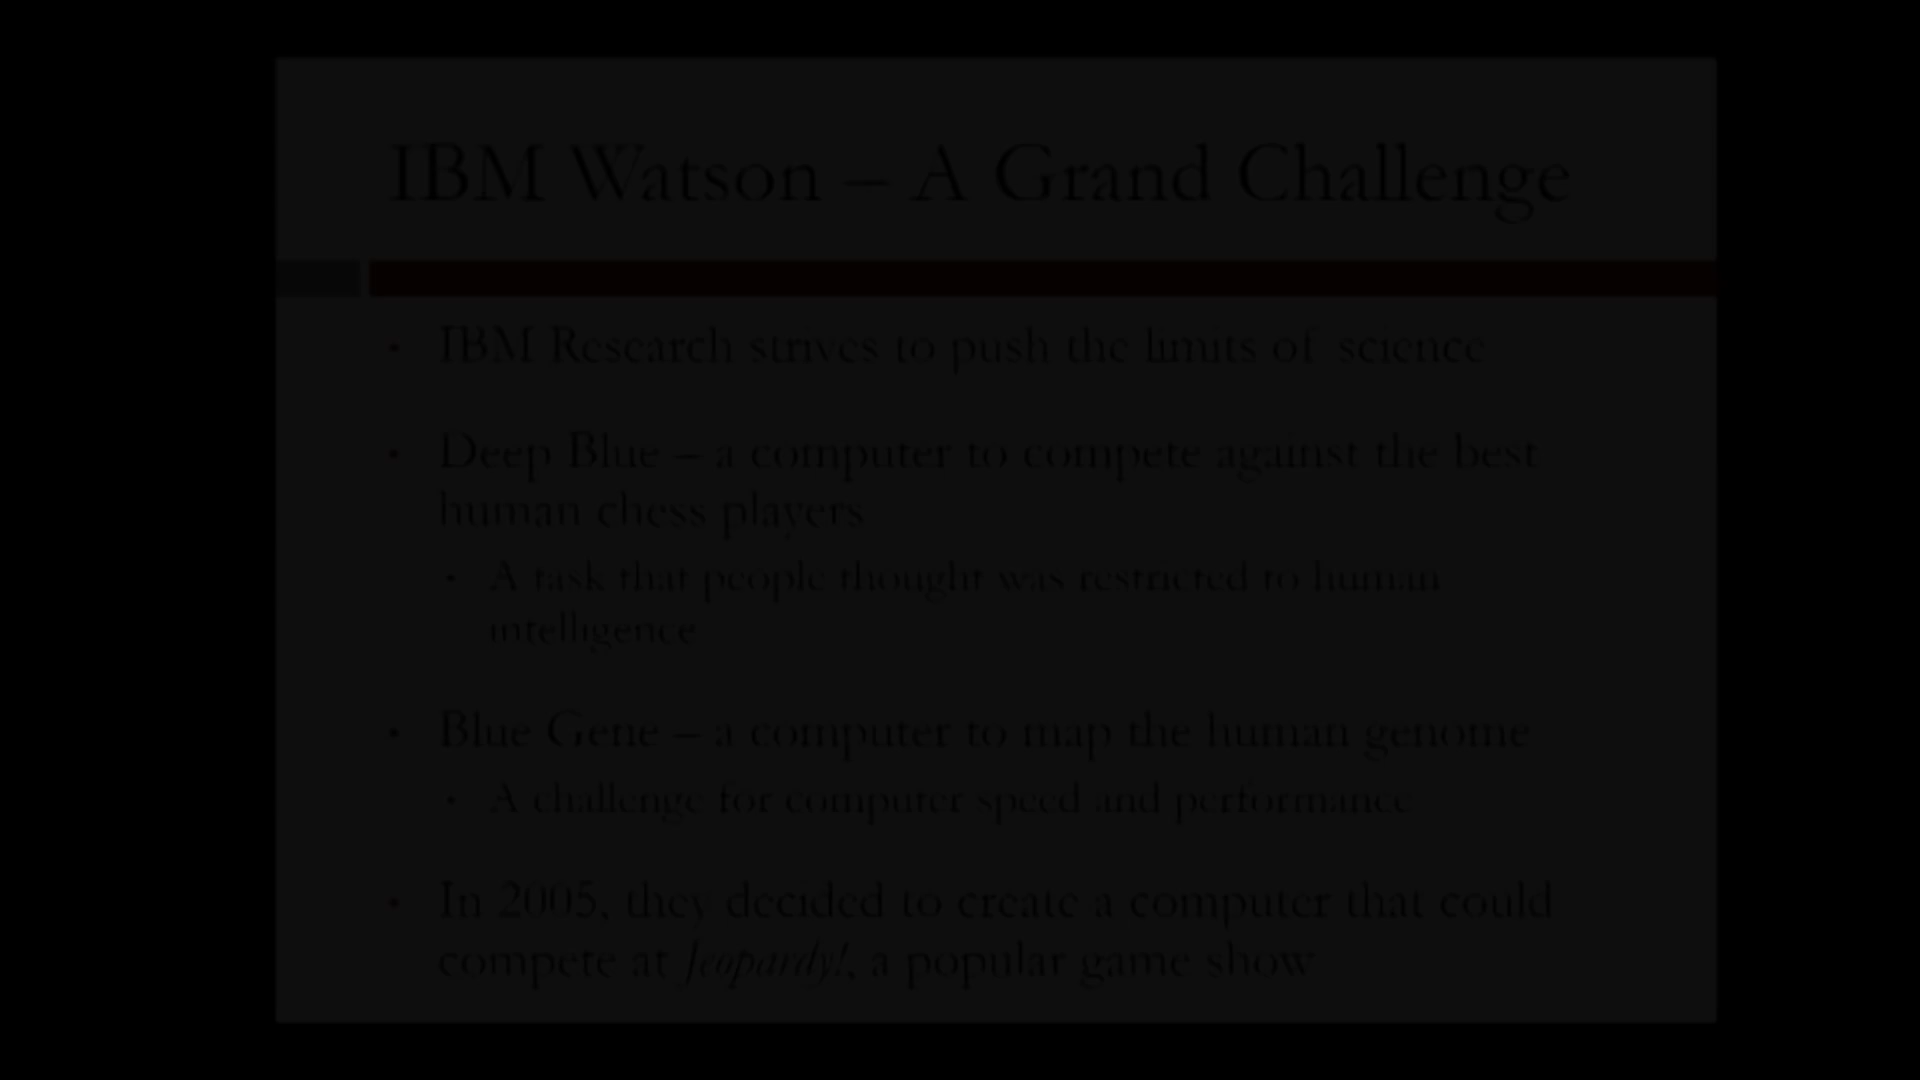 IBM Watson – A Grand Challenge
• IBM Research strives to push the limits of science
• Deep Blue – a computer to compete against the best
human chess players
• A task that people thought was restricted to human
intelligence
• Blue Gene – a computer to map the human genome
• A challenge for computer speed and performance
• In 2005, they decided to create a computer that could
compete at Jeopardy!, a popular game show